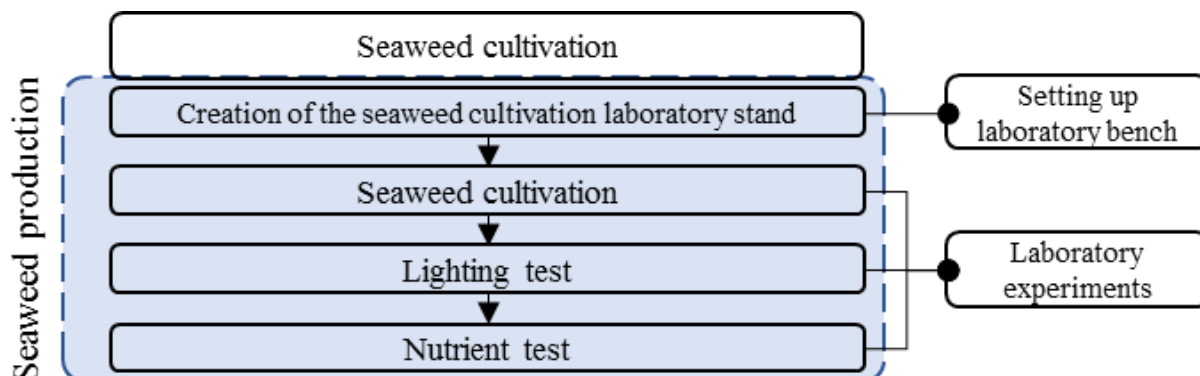 Seaweed cultivation
Seaweed production
Creation of the seaweed cultivation laboratory stand
Setting up
laboratory bench
Seaweed cultivation
Lighting test
Laboratory
experiments
Nutrient test